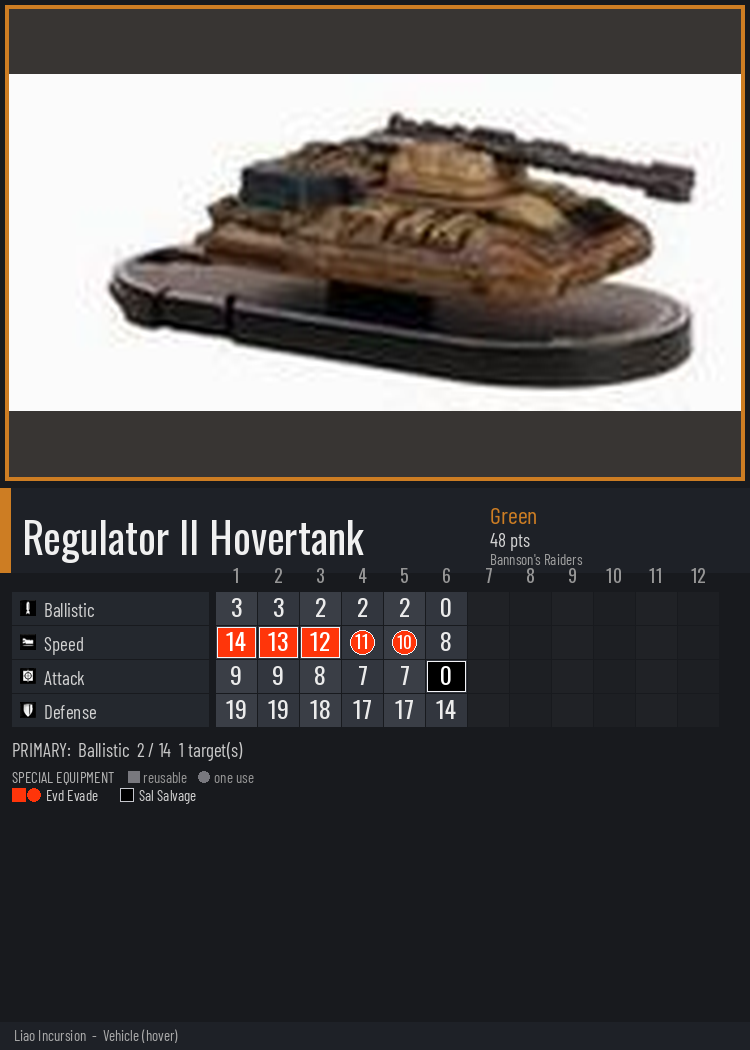 Regulator II Hovertank
Green
48 pts
Bannson's Raiders
1 2 3 4 5 6 7 8 9 10 11 12
Ballistic 3 3 2 2 2 0
Speed 14 13 12 11 10 8
Attack 9 9 8 7 7 0
Defense 19 19 18 17 17 14
PRIMARY: Ballistic 2 / 14 1 target(s)
SPECIAL EQUIPMENT reusable one use
Evd Evade Sal Salvage
Liao Incursion - Vehicle (hover)